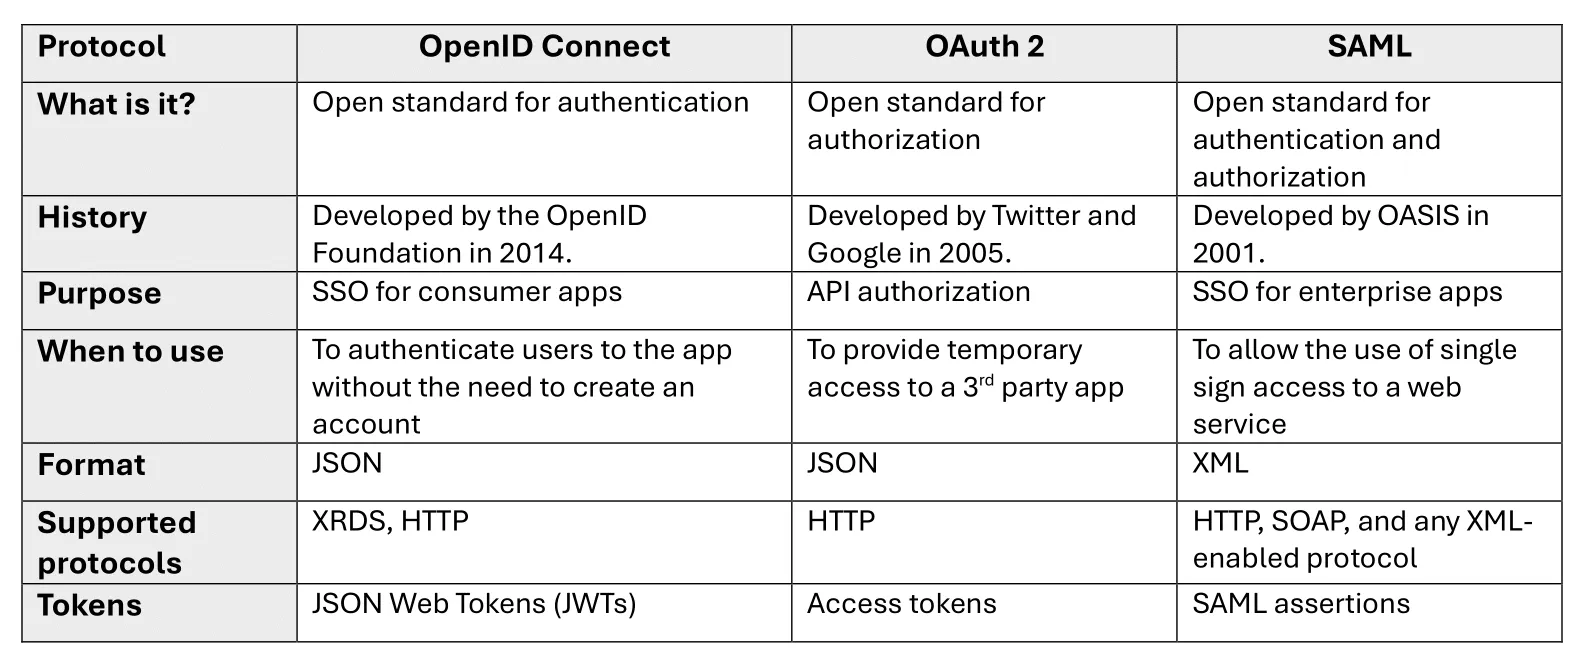 Protocol
OpenID Connect
OAuth 2
SAML
What is it?
Open standard for authentication
Open standard for
authorization
Open standard for
authentication and
authorization
History
Developed by the OpenID
Foundation in 2014.
Developed by Twitter and
Google in 2005.
Developed by OASIS in
2001.
Purpose
SSO for consumer apps
API authorization
SSO for enterprise apps
When to use
To authenticate users to the app
without the need to create an
account
To provide temporary
access to a 3rd party app
To allow the use of single
sign access to a web
service
Format
JSON
JSON
XML
Supported
protocols
XRDS, HTTP
HTTP
HTTP, SOAP, and any XML-
enabled protocol
Tokens
JSON Web Tokens (JWTs)
Access tokens
SAML assertions